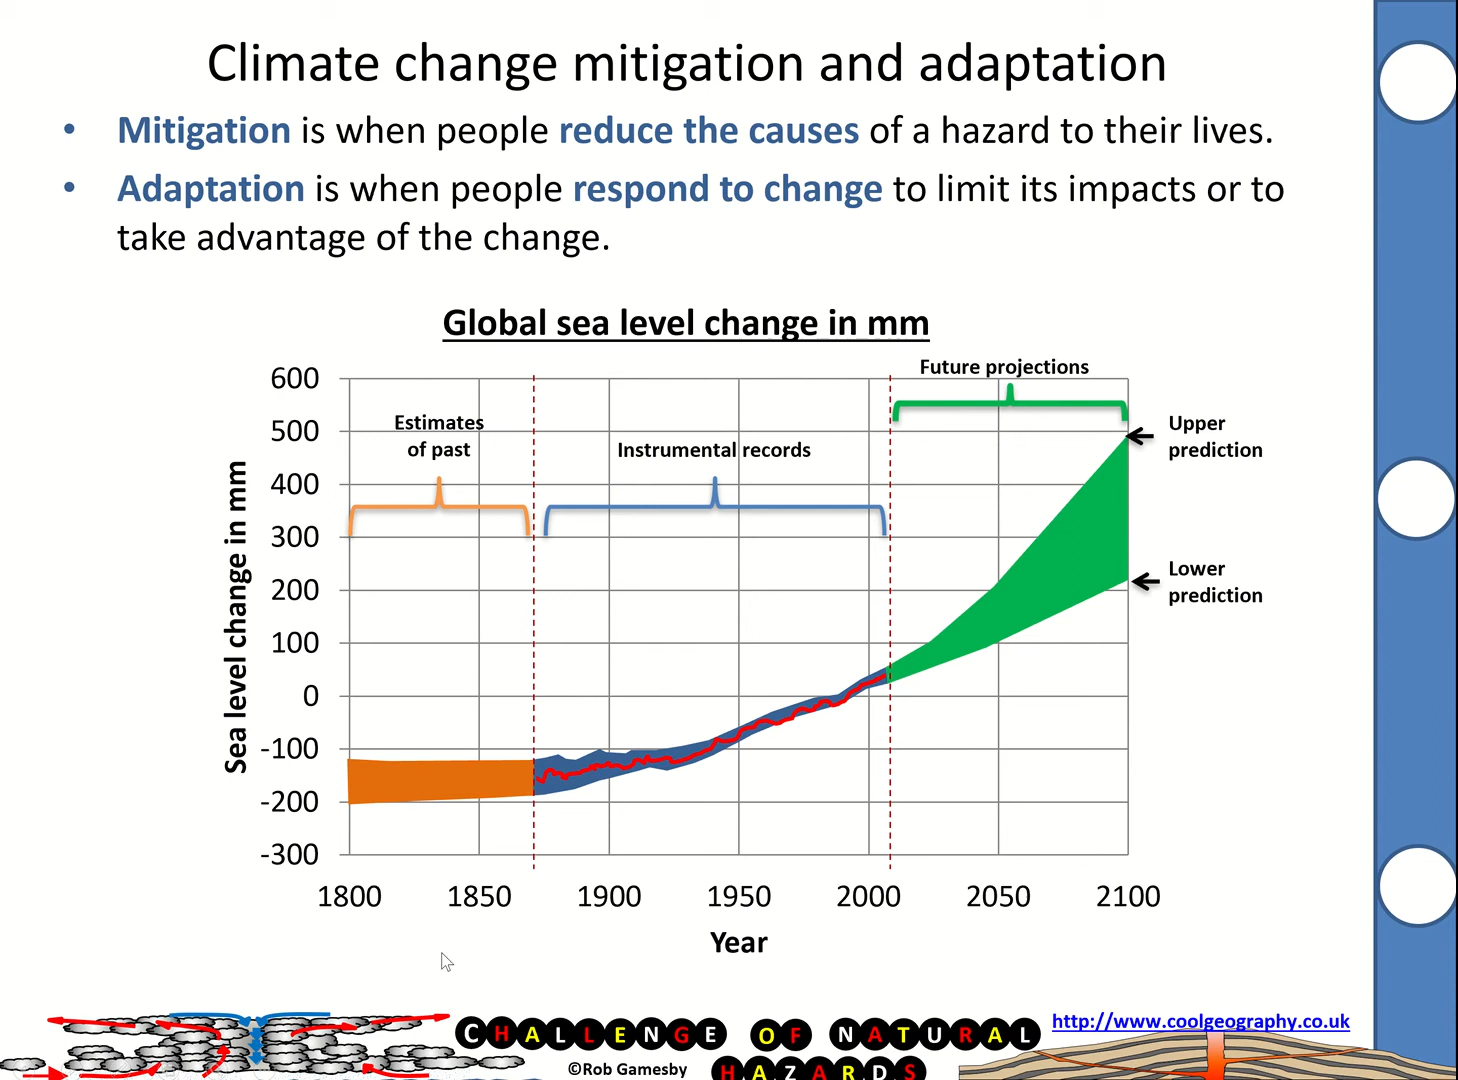 Climate change mitigation and adaptation
• Mitigation is when people reduce the causes of a hazard to their lives.
• Adaptation is when people respond to change to limit its impacts or to
take advantage of the change.
Global sea level change in mm
Future projections
600
Estimates
of past
500
Instrumental records
Upper
prediction
400
300
200
Lower
prediction
100
0
-100
-200
-300
Sea level change in mm
1800 1850 1900 1950 2000 2050 2100
Year
CHALLENGE OF NATURAL
HAZARDS
©Rob Gamesby
http://www.coolgeography.co.uk